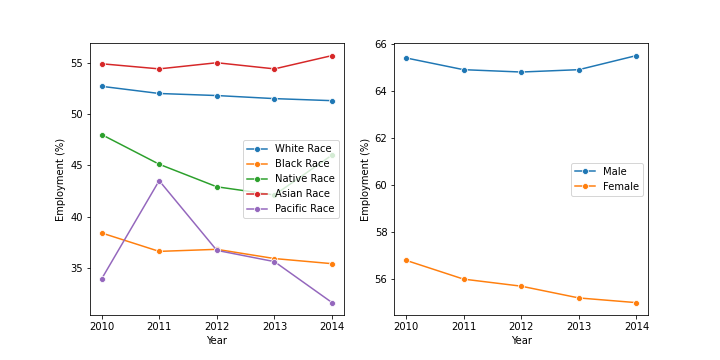 55
50
45
40
35
Employment (%)
2010 2011 2012 2013 2014
Year
White Race
Black Race
Native Race
Asian Race
Pacific Race
66
64
62
60
58
56
Employment (%)
2010 2011 2012 2013 2014
Year
Male
Female